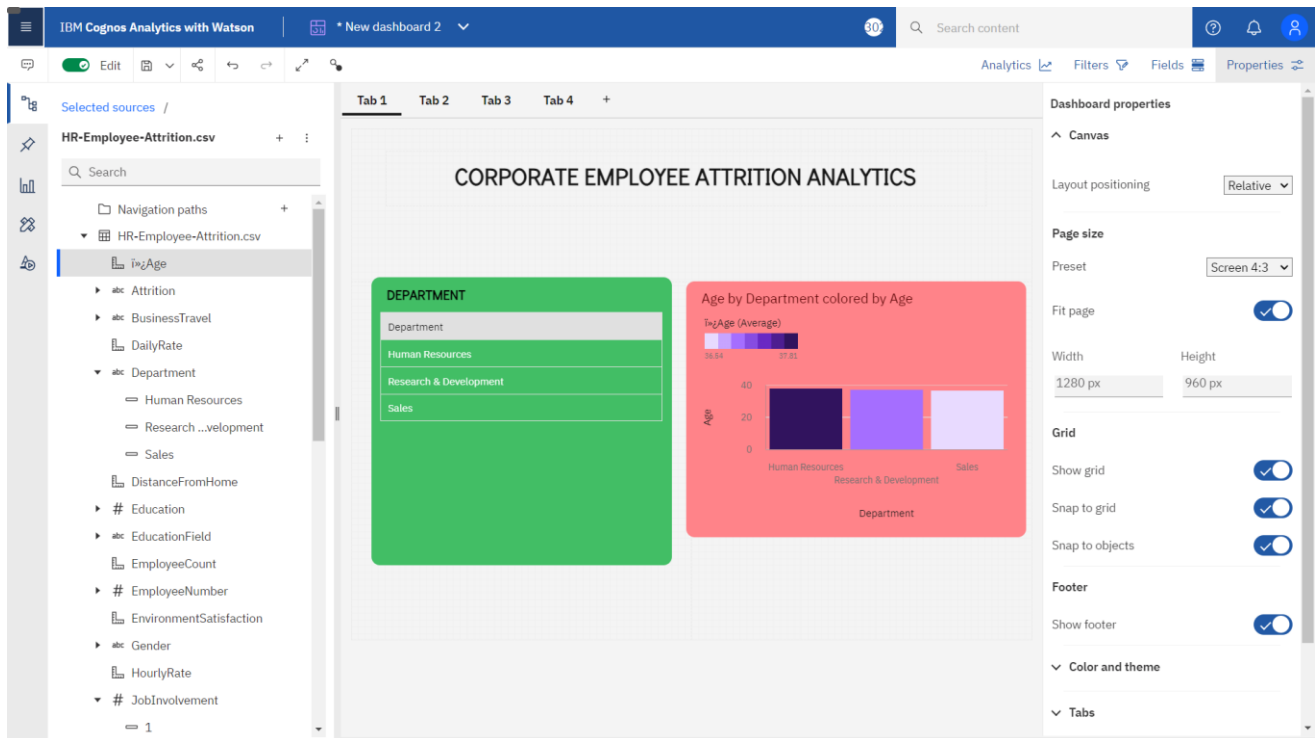 IBM Cognos Analytics with Watson
* New dashboard 2
Search content
Edit
Analytics
Filters
Fields
Properties
Selected sources /
HR-Employee-Attrition.csv
Search
Navigation paths
HR-Employee-Attrition.csv
ï»¿Age
abc Attrition
abc BusinessTravel
DailyRate
abc Department
Human Resources
Research ...velopment
Sales
DistanceFromHome
# Education
abc EducationField
EmployeeCount
# EmployeeNumber
EnvironmentSatisfaction
abc Gender
HourlyRate
# JobInvolvement
1
Tab 1 Tab 2 Tab 3 Tab 4 +
CORPORATE EMPLOYEE ATTRITION ANALYTICS
DEPARTMENT
Department
Human Resources
Research & Development
Sales
Age by Department colored by Age
ï»¿Age (Average)
36.54 37.81
40
20
0
Age
Human Resources
Research & Development
Sales
Department
Dashboard properties
Canvas
Layout positioning Relative
Page size
Preset Screen 4:3
Fit page
Width Height
1280 px 960 px
Grid
Show grid
Snap to grid
Snap to objects
Footer
Show footer
Color and theme
Tabs